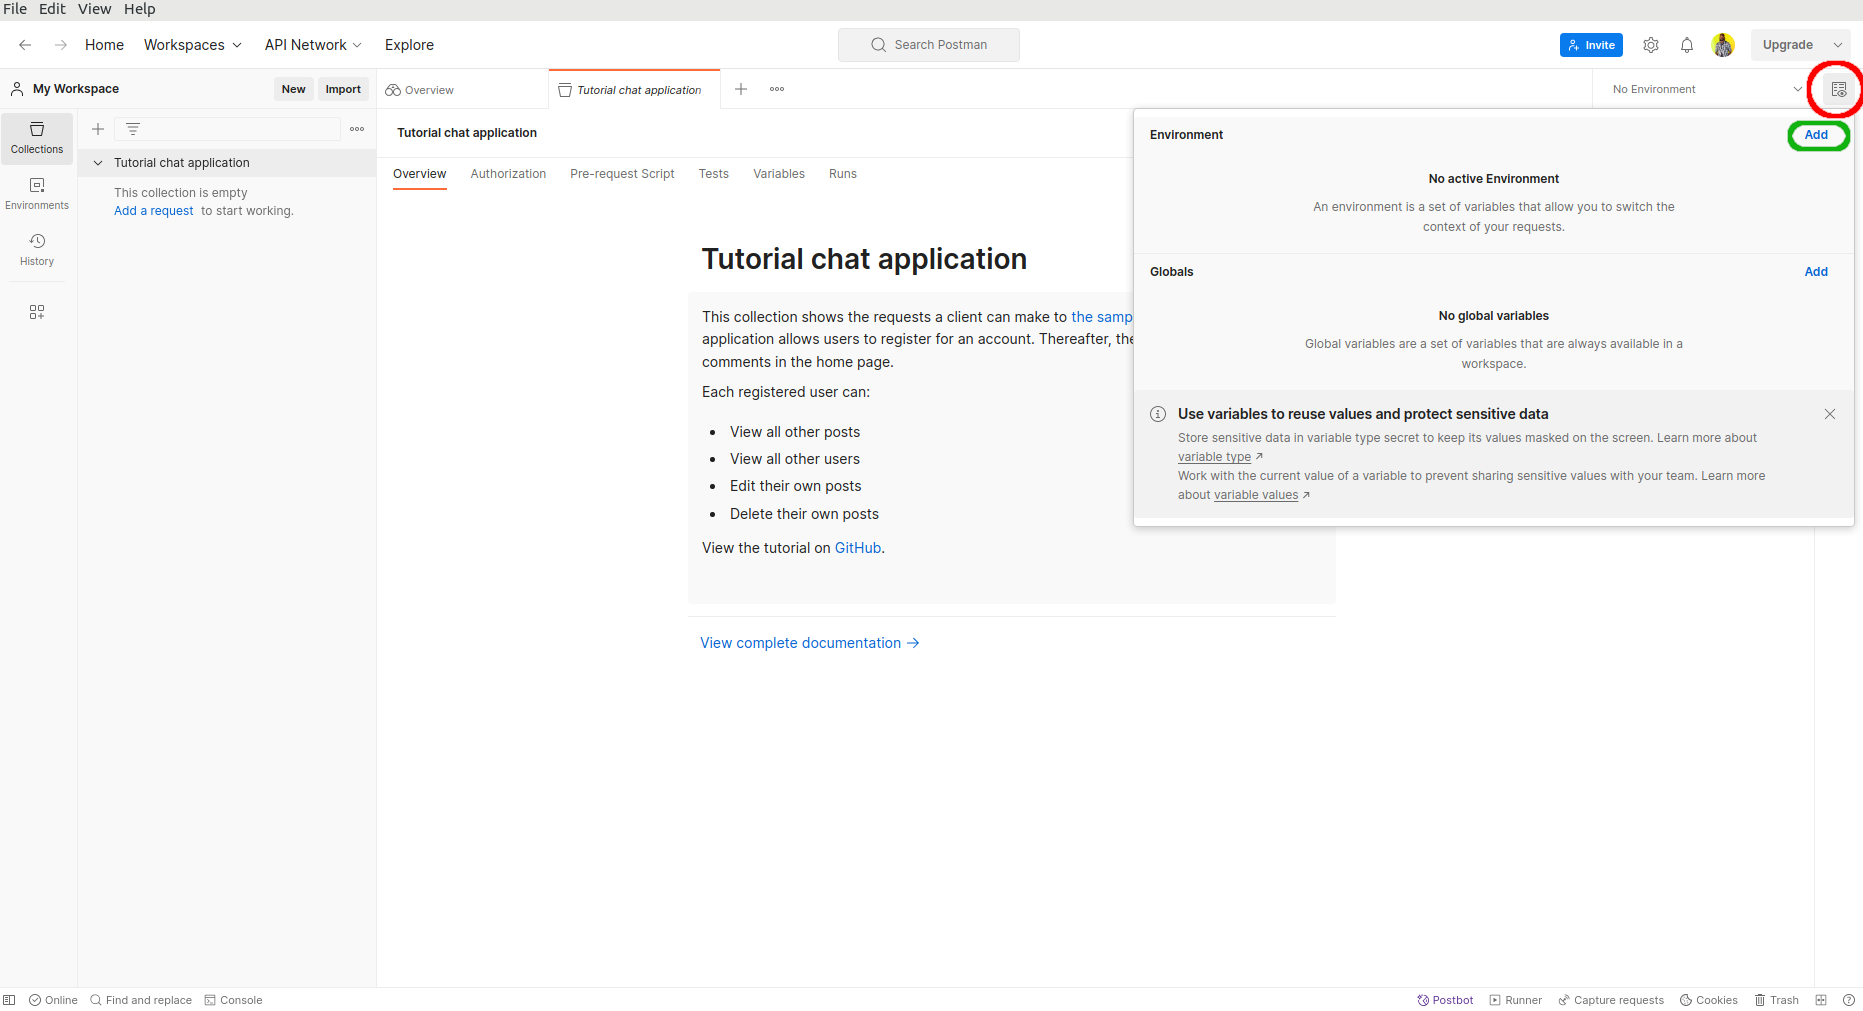 File Edit View Help
Home Workspaces API Network Explore Search Postman Invite Upgrade
My Workspace New Import Overview Tutorial chat application No Environment
Collections
Environments
History
Tutorial chat application
This collection is empty
Add a request to start working.
Tutorial chat application
Overview Authorization Pre-request Script Tests Variables Runs
Tutorial chat application
This collection shows the requests a client can make to the samp
application allows users to register for an account. Thereafter, the
comments in the home page.
Each registered user can:
• View all other posts
• View all other users
• Edit their own posts
• Delete their own posts
View the tutorial on GitHub.
View complete documentation →
Environment Add
No active Environment
An environment is a set of variables that allow you to switch the
context of your requests.
Globals Add
No global variables
Global variables are a set of variables that are always available in a
workspace.
Use variables to reuse values and protect sensitive data
Store sensitive data in variable type secret to keep its values masked on the screen. Learn more about
variable type ↗
Work with the current value of a variable to prevent sharing sensitive values with your team. Learn more
about variable values ↗
Online Find and replace Console Postbot Runner Capture requests Cookies Trash